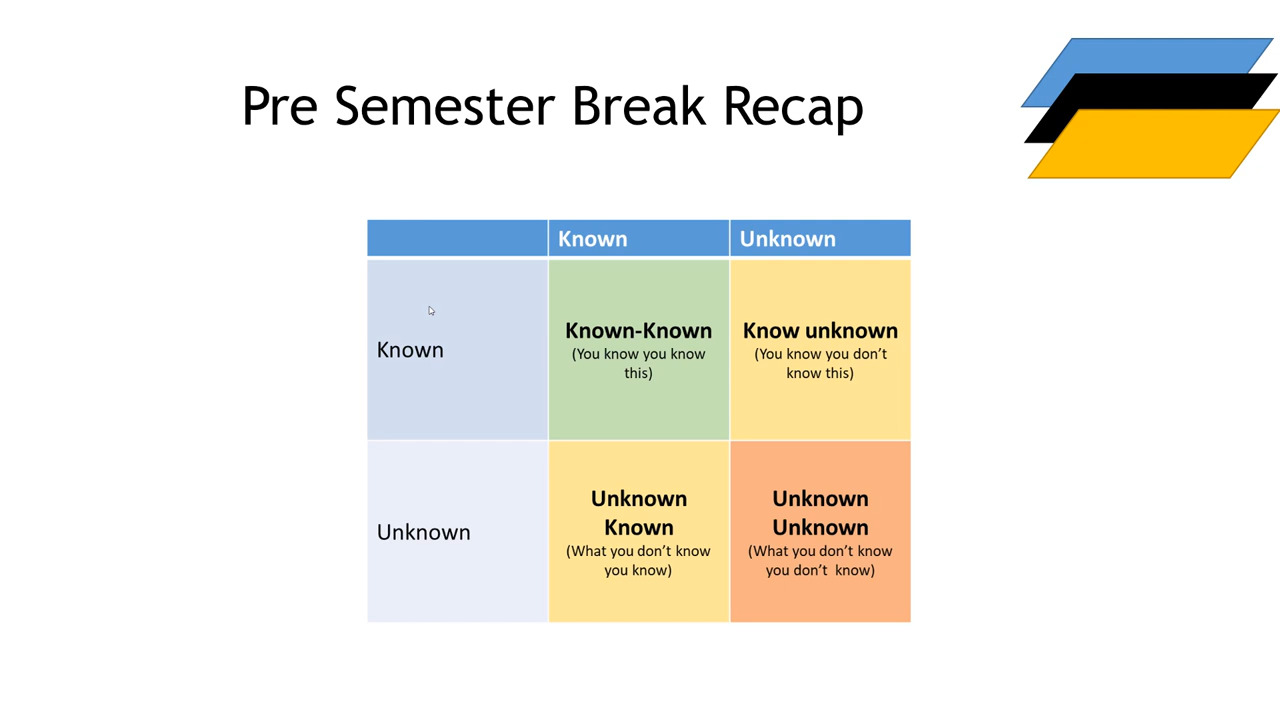 Pre Semester Break Recap
Known
Unknown
Known
Known-Known
(You know you know
this)
Know unknown
(You know you don’t
know this)
Unknown
Unknown
Known
(What you don’t know
you know)
Unknown
Unknown
(What you don’t know
you don’t  know)